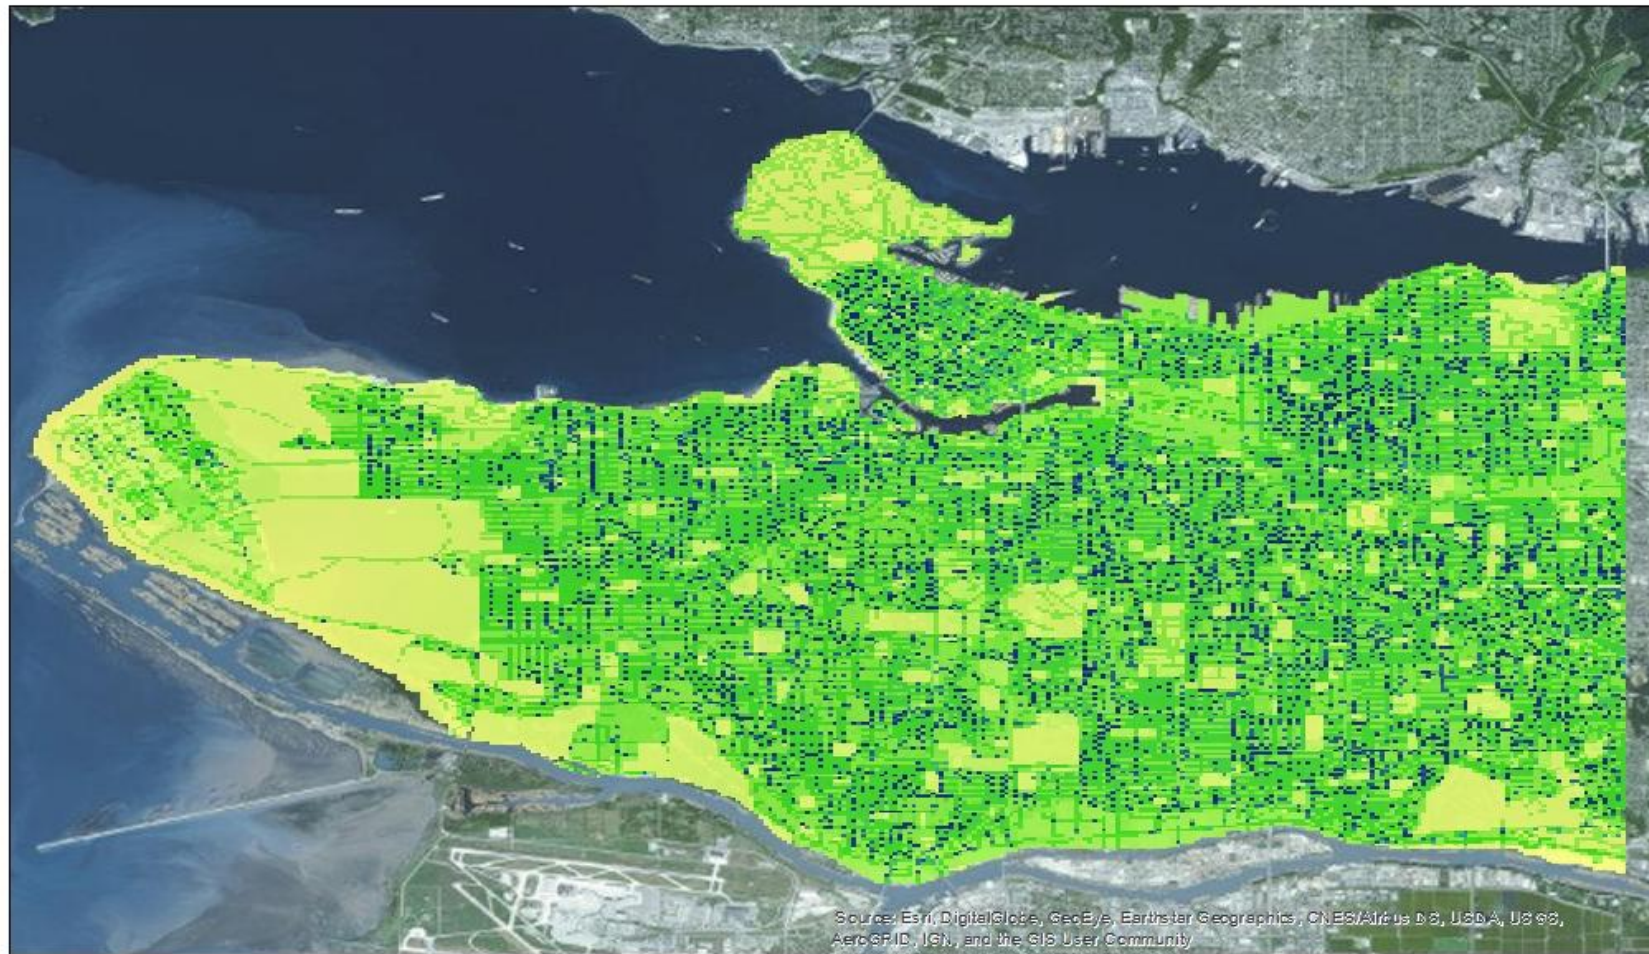 Source: Esri, DigitalGlobe, GeoEye, Earthstar Geographics, CNES/Airbus DS, USDA, USGS,
AeroGRID, IGN, and the GIS User Community